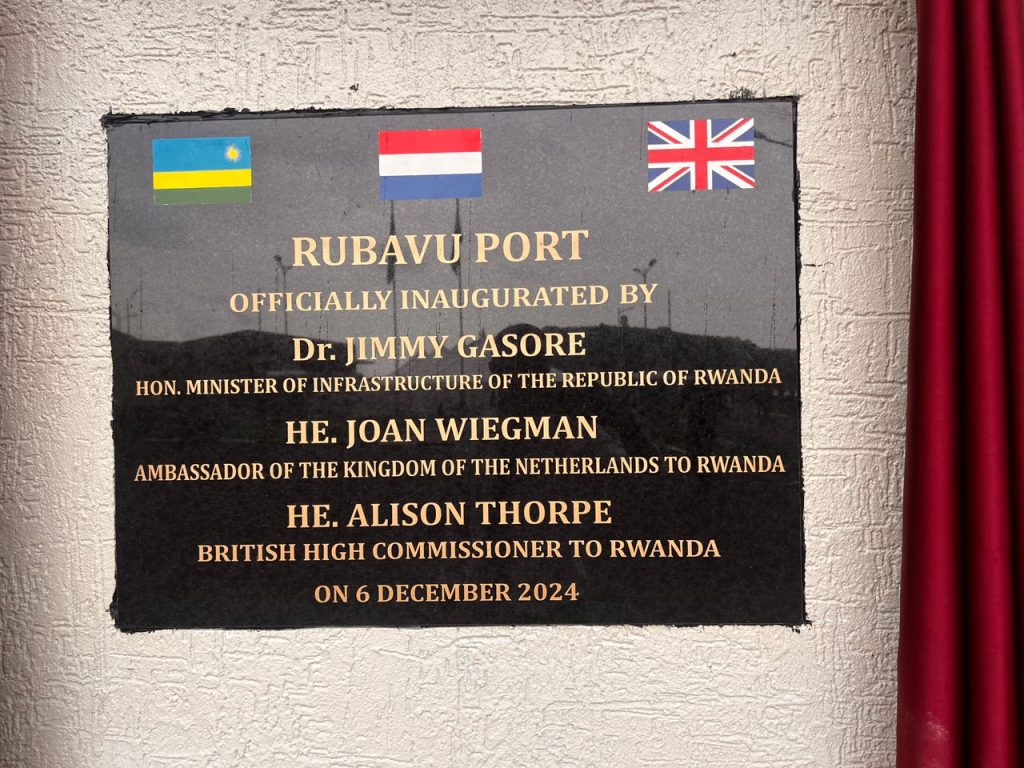 RUBAVU PORT
OFFICIALLY INAUGURATED BY
Dr. JIMMY GASORE
HON. MINISTER OF INFRASTRUCTURE OF THE REPUBLIC OF RWANDA
HE. JOAN WIEGMAN
AMBASSADOR OF THE KINGDOM OF THE NETHERLANDS TO RWANDA
HE. ALISON THORPE
BRITISH HIGH COMMISSIONER TO RWANDA
ON 6 DECEMBER 2024